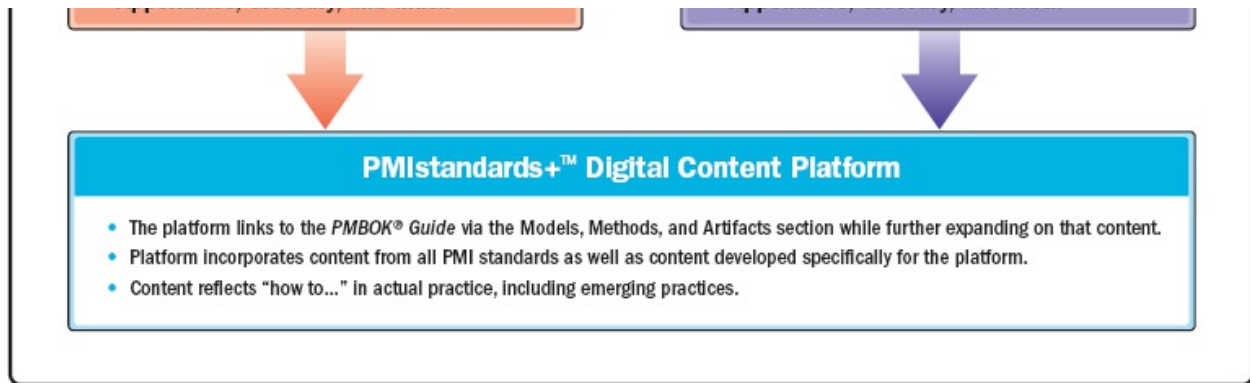 PMIstandards+™ Digital Content Platform
• The platform links to the PMBOK® Guide via the Models, Methods, and Artifacts section while further expanding on that content.
• Platform incorporates content from all PMI standards as well as content developed specifically for the platform.
• Content reflects “how to...” in actual practice, including emerging practices.